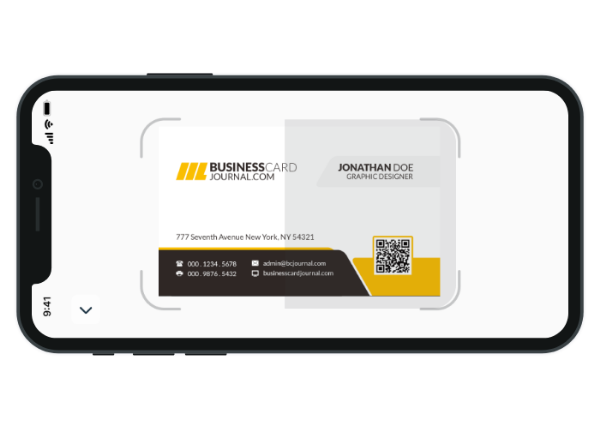 9:41
BUSINESSCARD
JOURNAL.COM
JONATHAN DOE
GRAPHIC DESIGNER
777 Seventh Avenue New York, NY 54321
000 . 1234 . 5678
admin@bcjournal.com
000 . 9876 . 5432
businesscardjournal.com